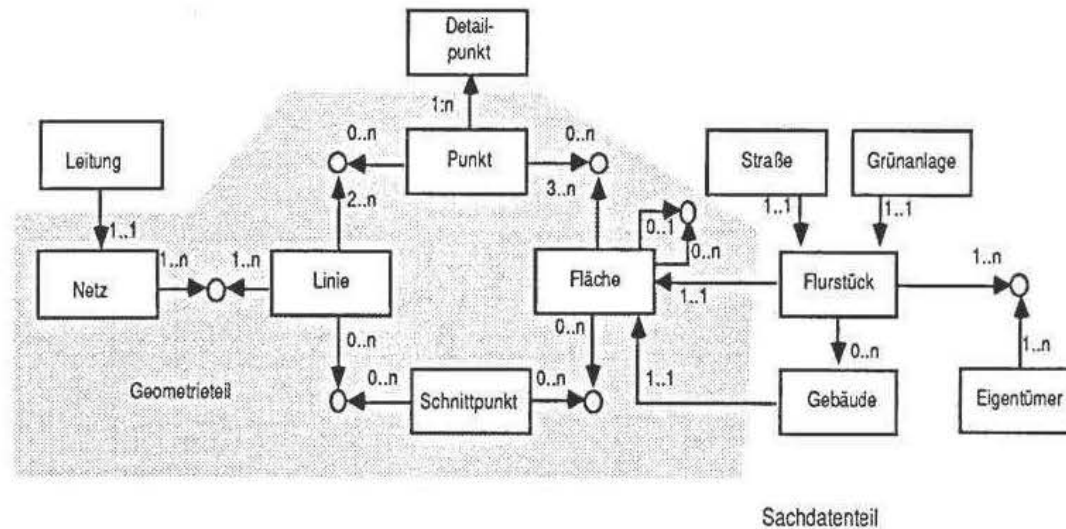 Detail-
punkt
1:n
0..n
0..n
Leitung
Punkt
Straße
Grünanlage
2..n
3..n
1..1
1..1
1..1
0..1
0..n
1..n
1..n
1..n
Netz
Linie
Fläche
1..1
Flurstück
0..n
0..n
0..n
1..n
0..n
0..n
1..1
Geometrieteil
Schnittpunkt
Gebäude
Eigentümer
Sachdatenteil